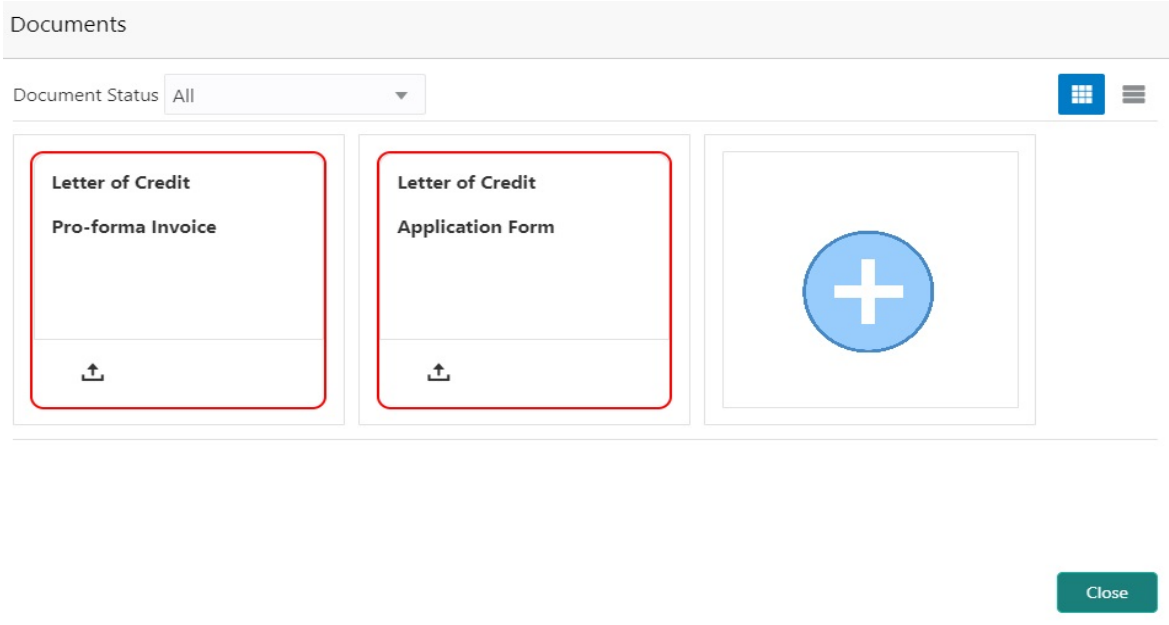 Documents
Document Status All
Letter of Credit
Pro-forma Invoice
Letter of Credit
Application Form
Close